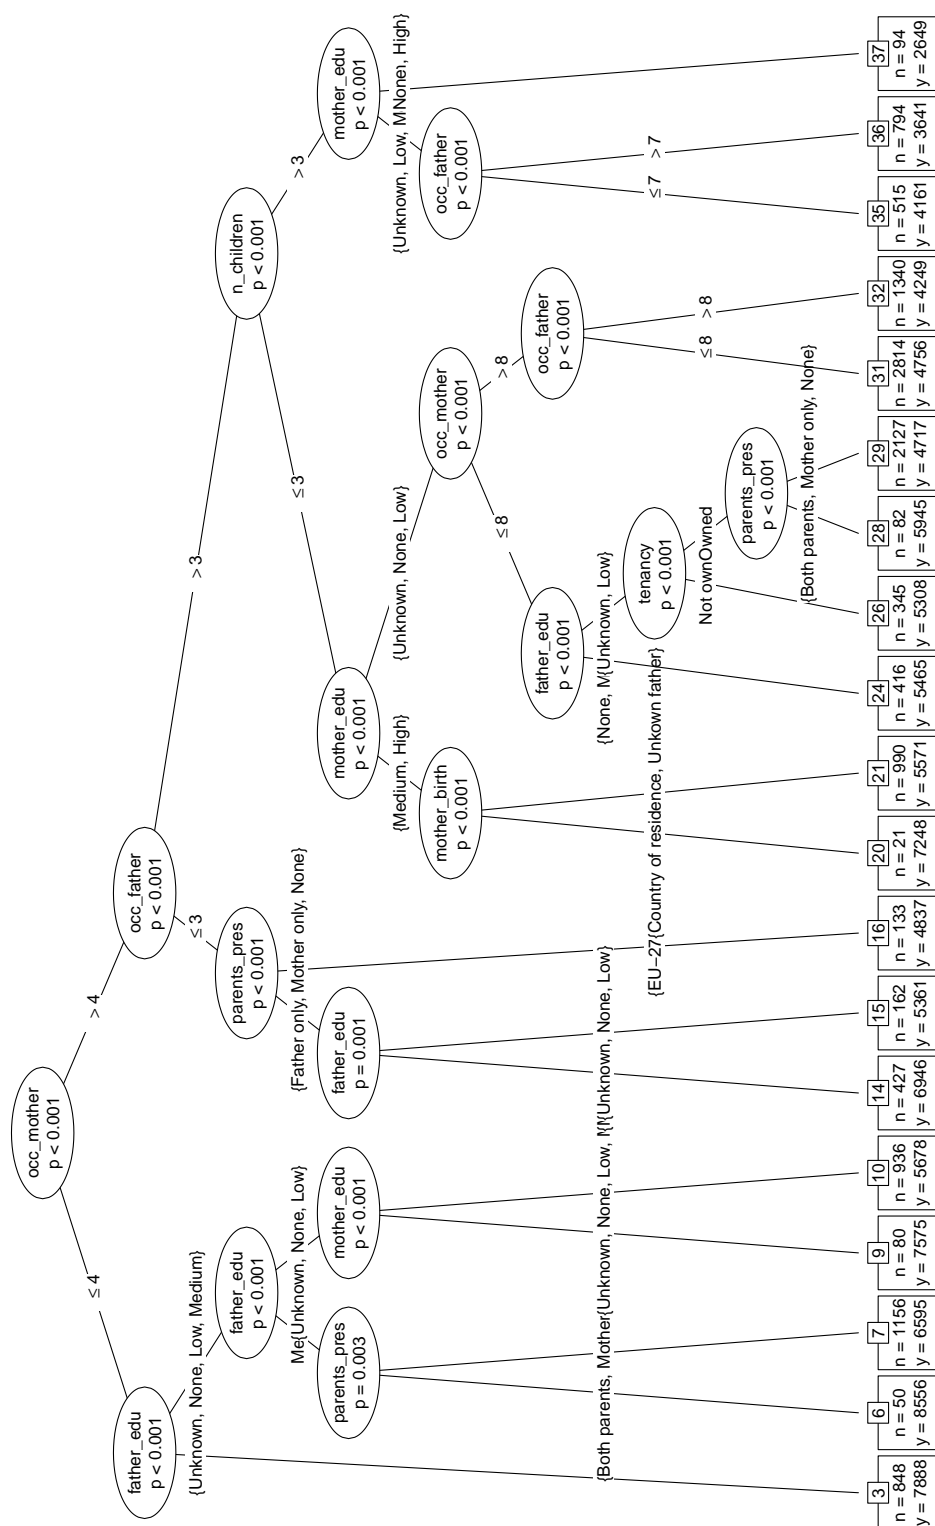 occ_mother
p < 0.001
≤ 4
> 4
father_edu
p < 0.001
occ_father
p < 0.001
{Unknown, None, Low, Medium}
≤ 3
> 3
father_edu
p < 0.001
parents_pres
p < 0.001
n_children
p < 0.001
Me{Unknown, None, Low}
{Father only, Mother only, None}
≤ 3
> 3
parents_pres
p = 0.003
mother_edu
p < 0.001
father_edu
p = 0.001
mother_edu
p < 0.001
mother_edu
p < 0.001
{Medium, High}
{Unknown, None, Low}
{Unknown, Low, MNone, High}
mother_birth
p < 0.001
occ_mother
p < 0.001
occ_father
p < 0.001
≤ 8
> 8
≤ 7
> 7
father_edu
p < 0.001
occ_father
p < 0.001
{Both parents, Mother{Unknown, None, Low,
{Unknown, None, Low}
{None, M{Unknown, Low}
≤ 8
> 8
{EU−27{Country of residence, Unkown father}
tenancy
p < 0.001
Not ownOwned
parents_pres
p < 0.001
{Both parents, Mother only, None}
3
n = 848
y = 7888
6
n = 50
y = 8556
7
n = 1156
y = 6595
9
n = 80
y = 7575
10
n = 936
y = 5678
14
n = 427
y = 6946
15
n = 162
y = 5361
16
n = 133
y = 4837
20
n = 21
y = 7248
21
n = 990
y = 5571
24
n = 416
y = 5465
26
n = 345
y = 5308
28
n = 82
y = 5945
29
n = 2127
y = 4717
31
n = 2814
y = 4756
32
n = 1340
y = 4249
35
n = 515
y = 4161
36
n = 794
y = 3641
37
n = 94
y = 2649